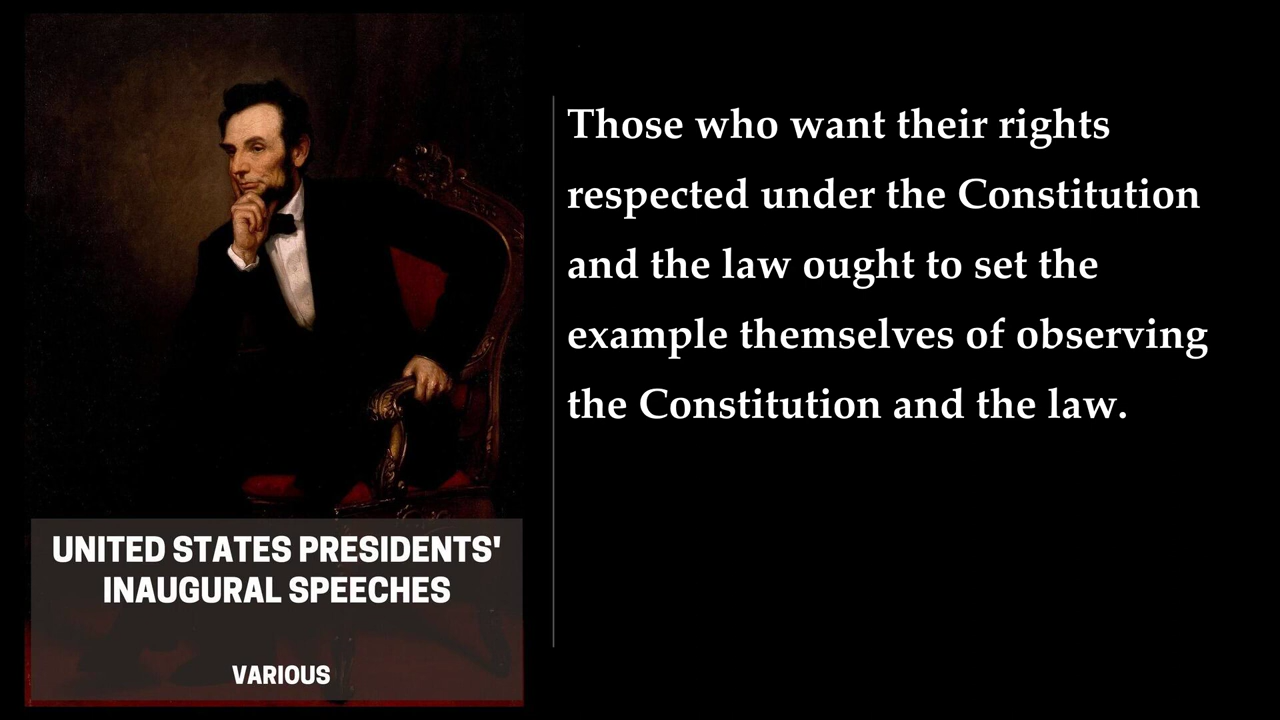 UNITED STATES PRESIDENTS'
INAUGURAL SPEECHES
VARIOUS
Those who want their rights
respected under the Constitution
and the law ought to set the
example themselves of observing
the Constitution and the law.